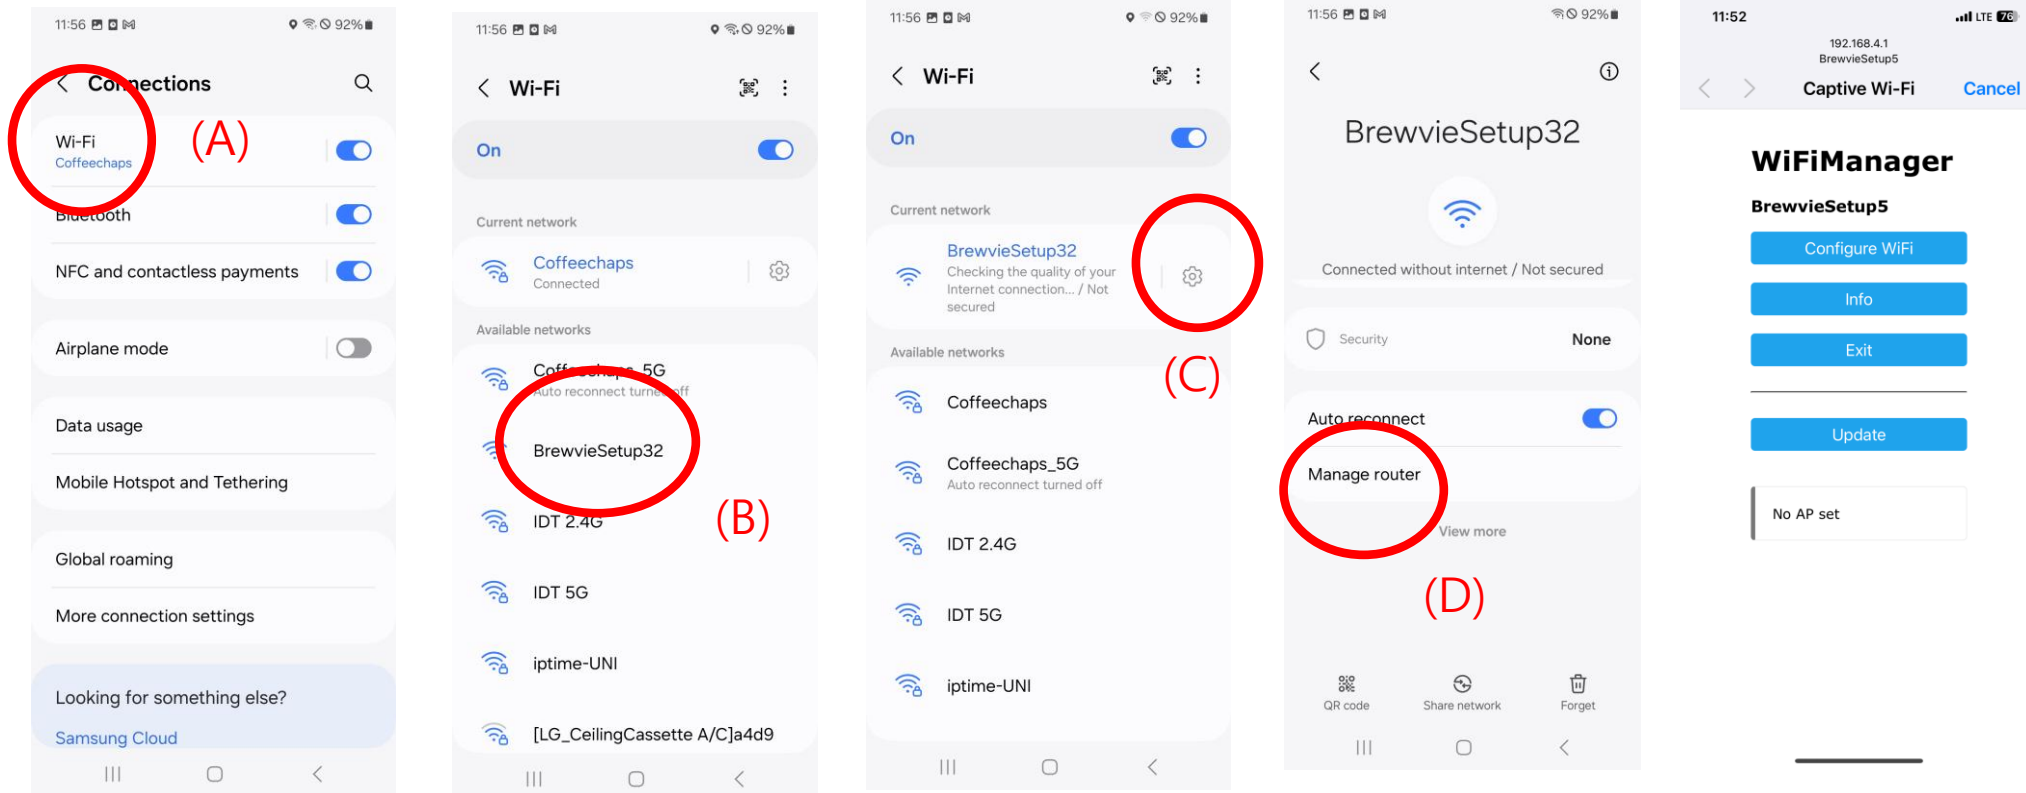 11:56
92%
Connections
Wi-Fi
Coffeechaps
(A)
Bluetooth
NFC and contactless payments
Airplane mode
Data usage
Mobile Hotspot and Tethering
Global roaming
More connection settings
Looking for something else?
Samsung Cloud
11:56
92%
Wi-Fi
On
Current network
Coffeechaps
Connected
Available networks
Coffeechaps_5G
Auto reconnect turned off
BrewvieSetup32
(B)
IDT 2.4G
IDT 5G
iptime-UNI
[LG_CeilingCassette A/C]a4d9
11:56
92%
Wi-Fi
On
Current network
BrewvieSetup32
Checking the quality of your
Internet connection... / Not
secured
Available networks
(C)
Coffeechaps
Coffeechaps_5G
Auto reconnect turned off
IDT 2.4G
IDT 5G
iptime-UNI
11:56
92%
BrewvieSetup32
Connected without internet / Not secured
Security None
Auto reconnect
Manage router
View more
(D)
QR code Share network Forget
11:52
LTE 76
192.168.4.1
BrewvieSetup5
Captive Wi-Fi Cancel
WiFiManager
BrewvieSetup5
Configure WiFi
Info
Exit
Update
No AP set